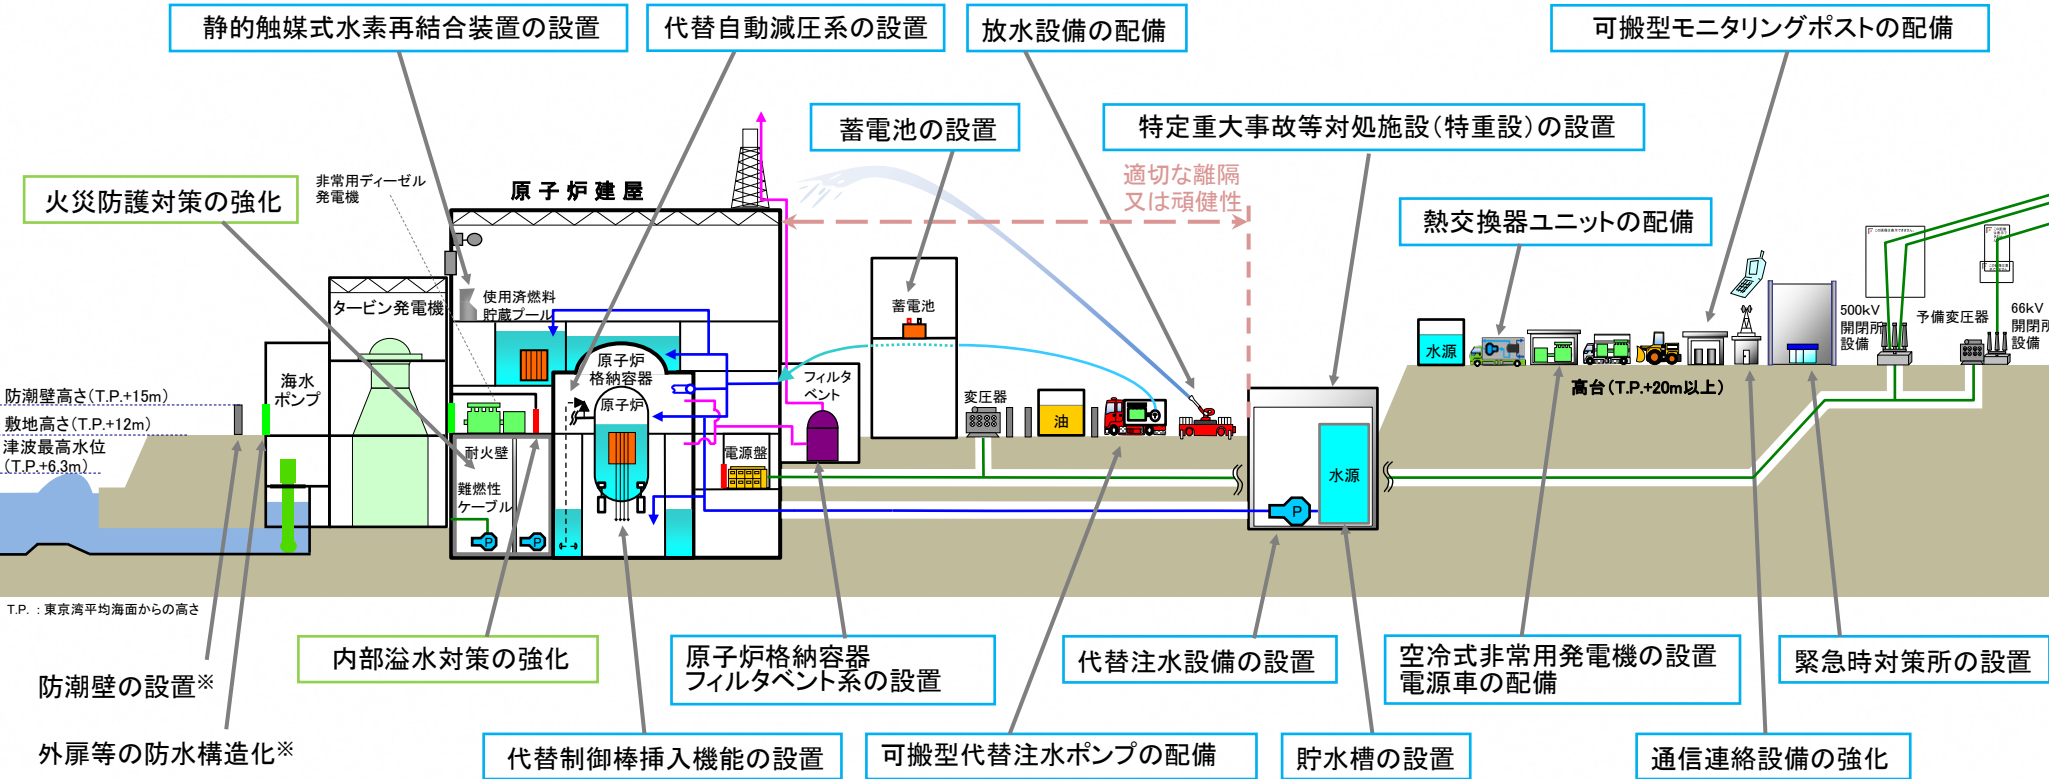 静的触媒式水素再結合装置の設置
代替自動減圧系の設置
放水設備の配備
可搬型モニタリングポストの配備
蓄電池の設置
特定重大事故等対処施設(特重設)の設置
火災防護対策の強化
非常用ディーゼル
発電機
原子炉建屋
適切な離隔
又は頑健性
熱交換器ユニットの配備
タービン発電機
使用済燃料
貯蔵プール
蓄電池
500kV
開閉所
設備
予備変圧器
66kV
開閉所
設備
水源
高台(T.P.+20m以上)
海水
ポンプ
原子炉
格納容器
原子炉
フィルタ
ベント
変圧器
油
防潮壁高さ(T.P.+15m)
敷地高さ(T.P.+12m)
津波最高水位
(T.P.+6.3m)
耐火壁
難燃性
ケーブル
電源盤
水源
P
P
P
T.P. :東京湾平均海面からの高さ
防潮壁の設置※
外扉等の防水構造化※
内部溢水対策の強化
原子炉格納容器
フィルタベント系の設置
代替注水設備の設置
空冷式非常用発電機の設置
電源車の配備
緊急時対策所の設置
代替制御棒挿入機能の設置
可搬型代替注水ポンプの配備
貯水槽の設置
通信連絡設備の強化